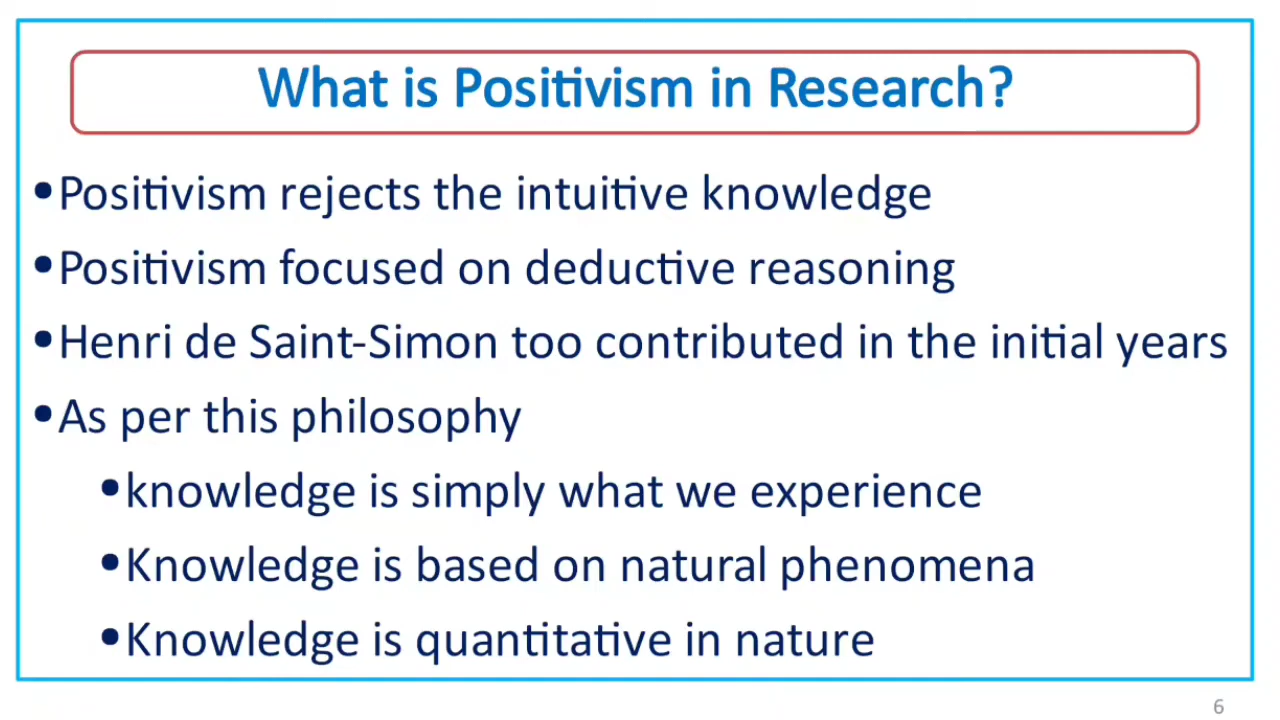 What is Positivism in Research?
•Positivism rejects the intuitive knowledge
•Positivism focused on deductive reasoning
•Henri de Saint-Simon too contributed in the initial years
•As per this philosophy
•knowledge is simply what we experience
•Knowledge is based on natural phenomena
•Knowledge is quantitative in nature
6